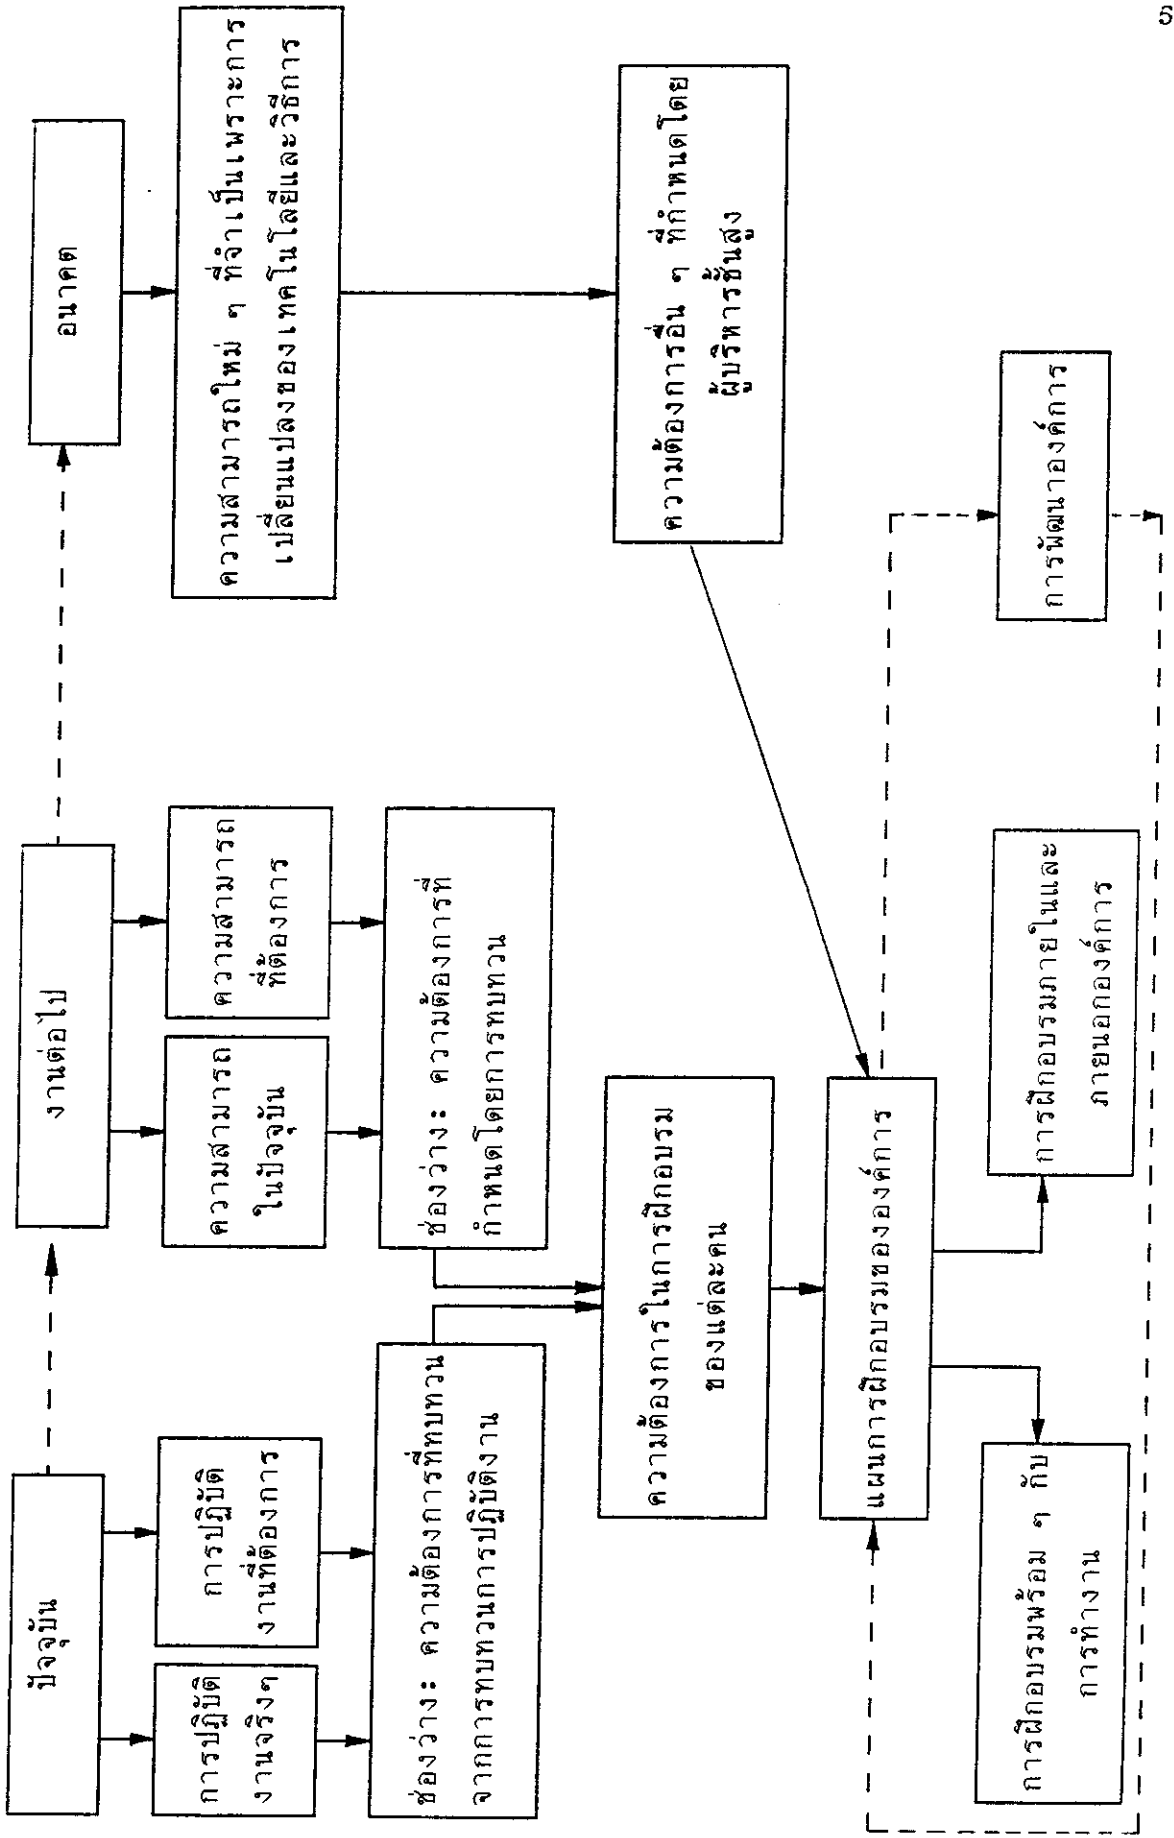 ปัจจุบัน
งานต่อไป
อนาคต
การปฏิบัติ
งานจริงๆ
การปฏิบัติ
งานที่ต้องการ
ความสามารถ
ในปัจจุบัน
ความสามารถ
ที่ต้องการ
ความสามารถใหม่ ๆ ที่จำเป็นเพราะการ
เปลี่ยนแปลงของเทคโนโลยีและวิธีการ
ช่องว่าง: ความต้องการที่ทบทวน
จากการทบทวนการปฏิบัติงาน
ช่องว่าง: ความต้องการที่
กำหนดโดยการทบทวน
ความต้องการในการฝึกอบรม
ของแต่ละคน
ความต้องการอื่น ๆ ที่กำหนดโดย
ผู้บริหารชั้นสูง
แผนการฝึกอบรมขององค์การ
การฝึกอบรมพร้อม ๆ กับ
การทำงาน
การฝึกอบรมภายในและ
ภายนอกองค์การ
การพัฒนาองค์การ